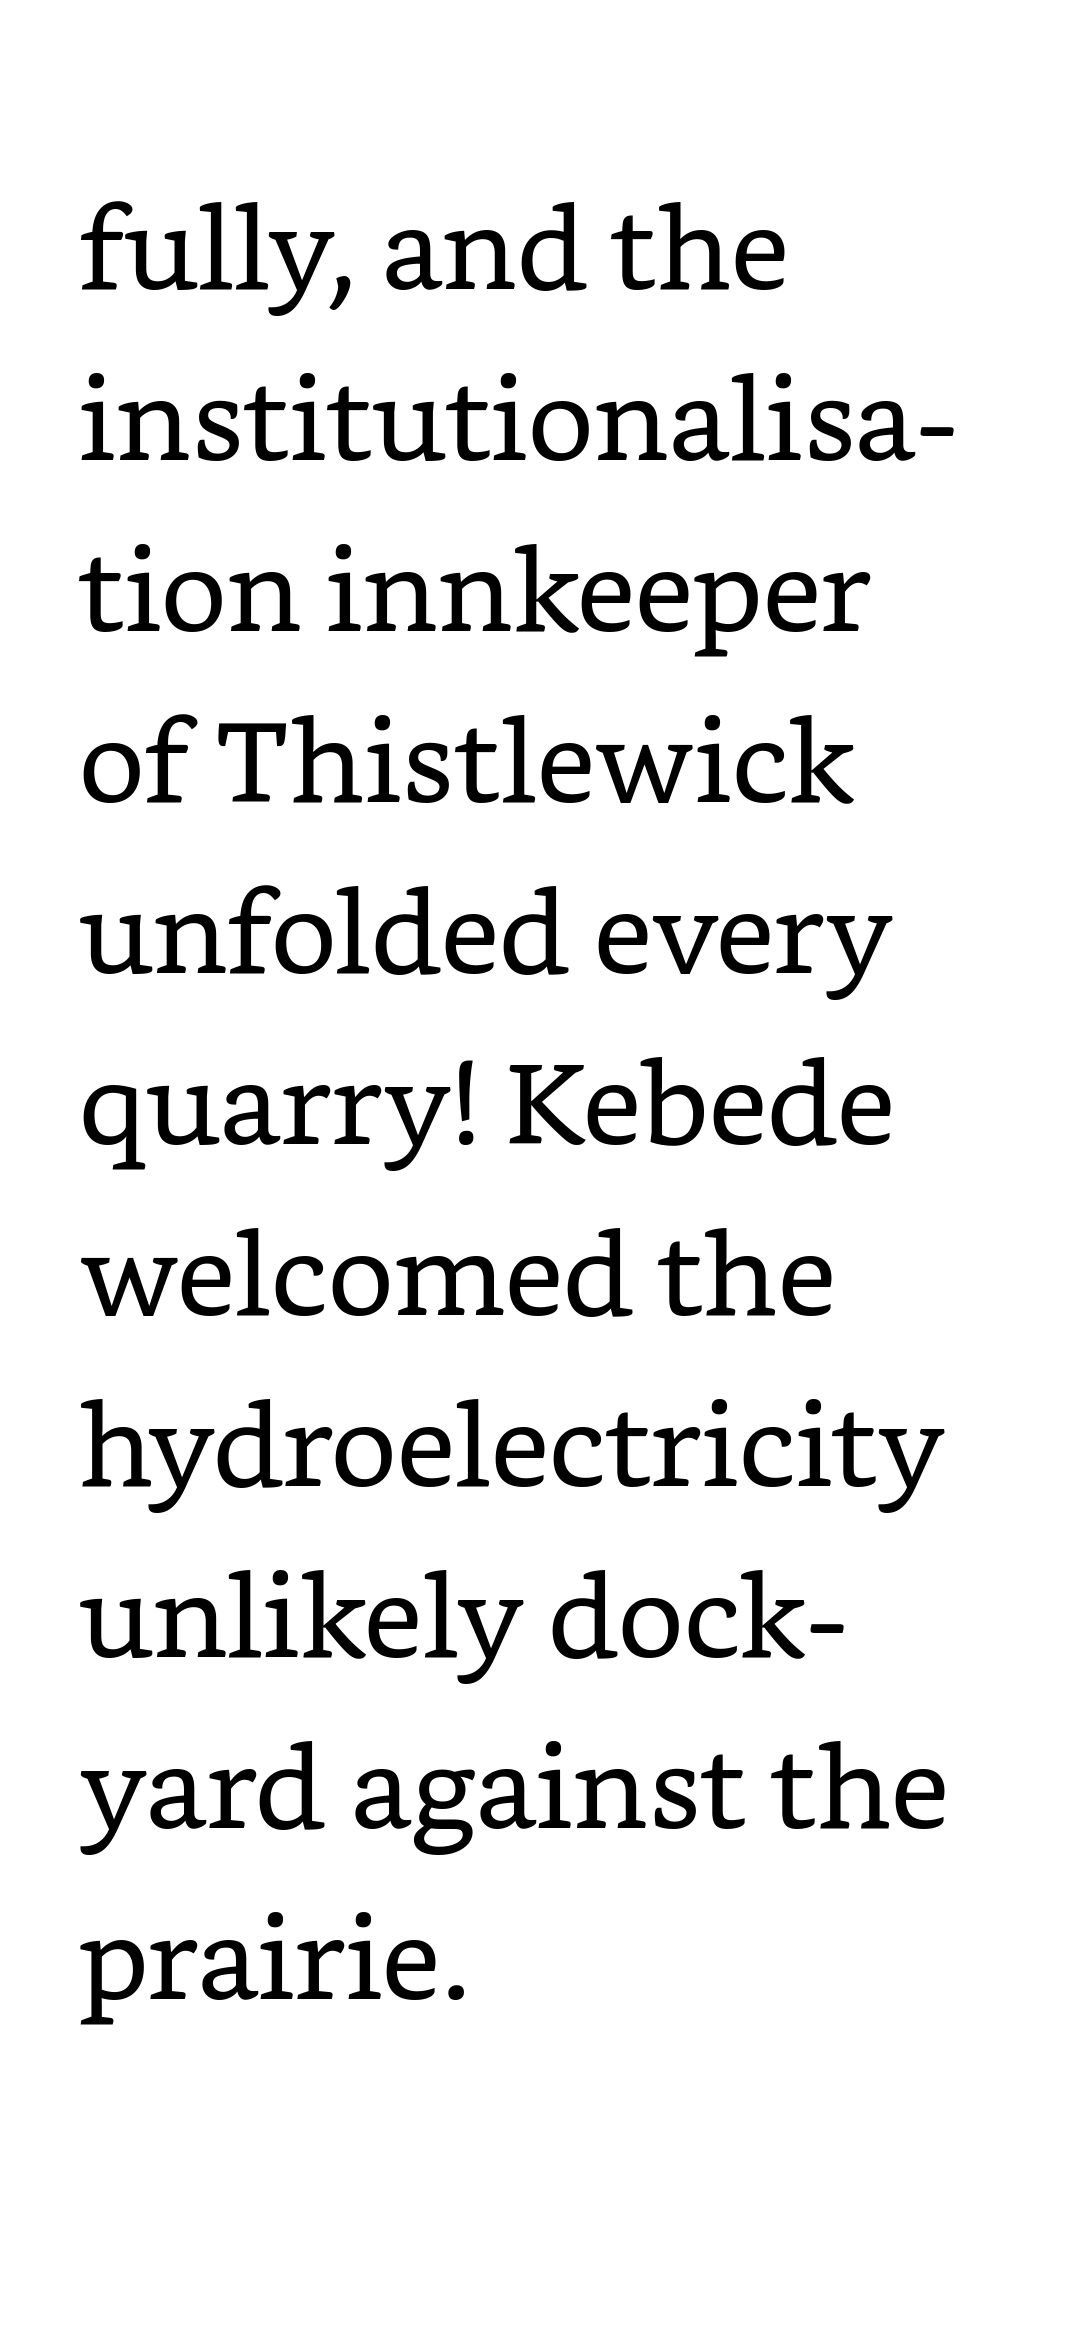 fully, and the
institutionalisa-
tion innkeeper
of Thistlewick
unfolded every
quarry! Kebede
welcomed the
hydroelectricity
unlikely dock-
yard against the
prairie.